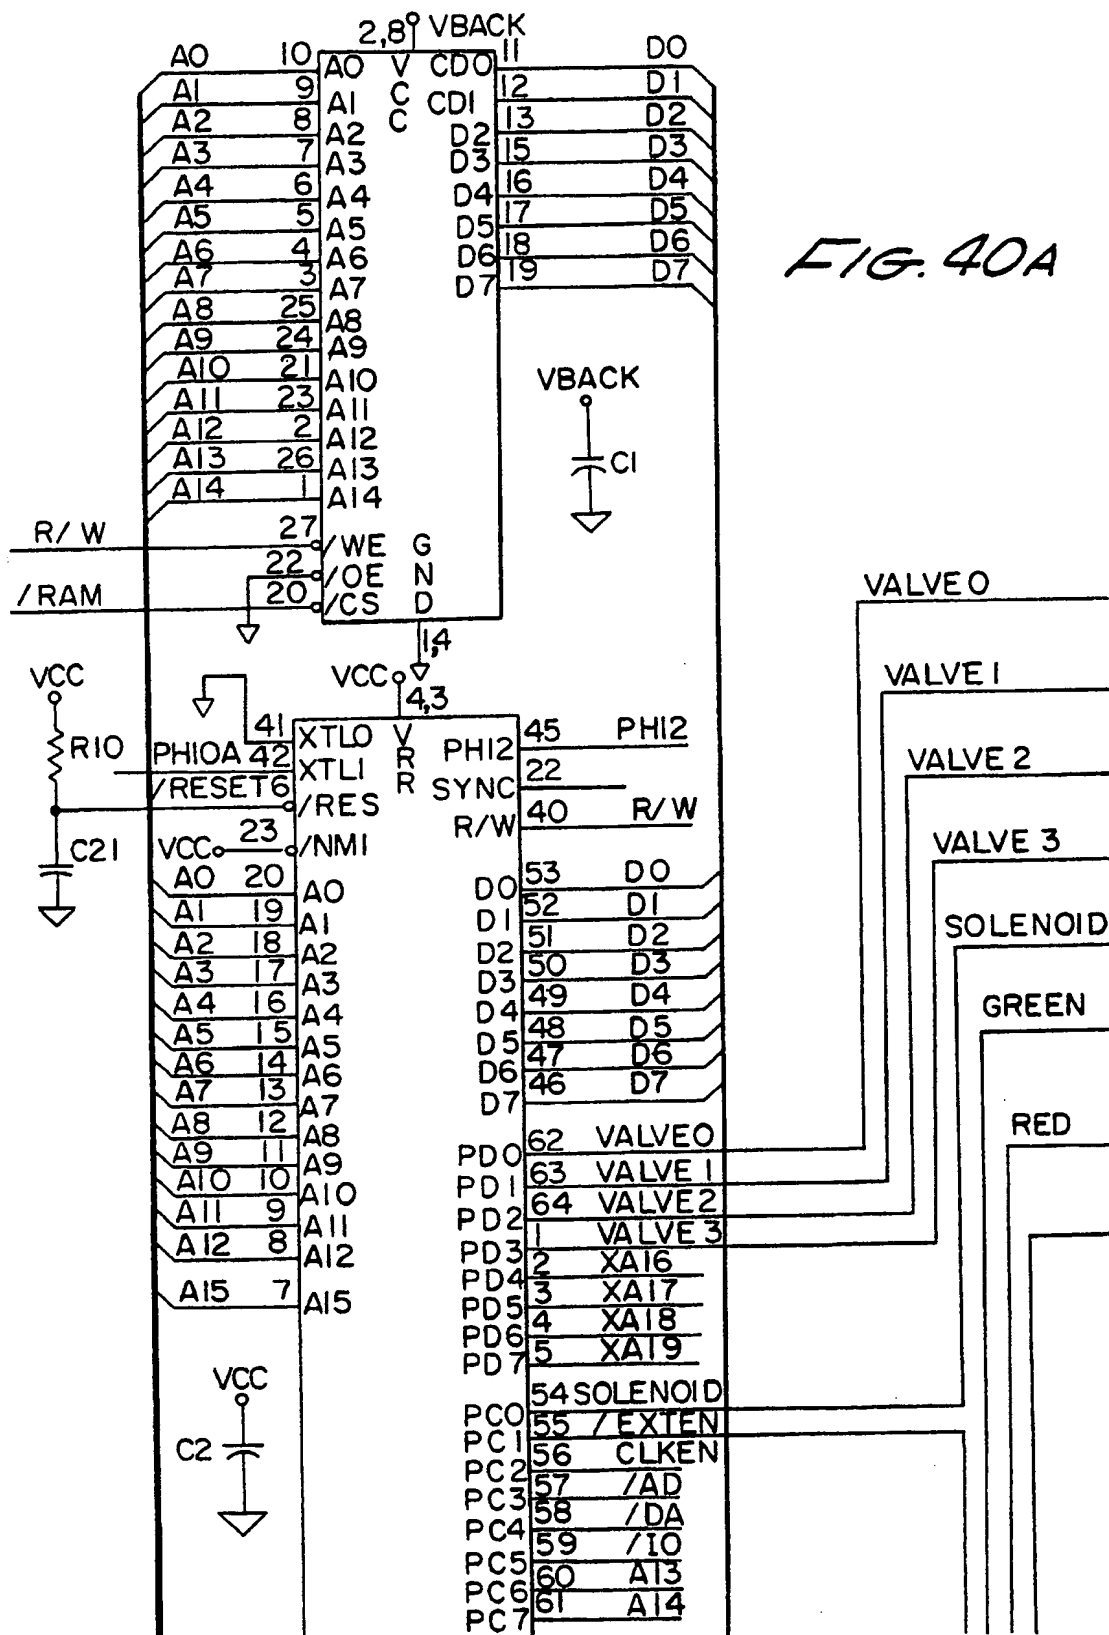 2,8 VBACK
A0 10 A0 V CD0 11 D0
A1 9 A1 C CD1 12 D1
A2 8 A2 C D2 13 D2
A3 7 A3 D3 15 D3
A4 6 A4 D4 16 D4
A5 5 A5 D5 17 D5
A6 4 A6 D6 18 D6
A7 3 A7 D7 19 D7
FIG. 40A
A8 25 A8
A9 24 A9
A10 21 A10
A11 23 A11
A12 2 A12
A13 26 A13
A14 1 A14
VBACK
C1
R/W 27 /WE G
22 /OE N
/RAM 20 /CS D
1,4
VCC
R10
C21
VCC 4,3
41 XTLO V
PHI0A 42 XTLI R
/RESET 6 /RES R
VCC 23 /NMI
PHI2 45 PHI2
SYNC 22
R/W 40 R/W
A0 20 A0 D0 53 D0
A1 19 A1 D1 52 D1
A2 18 A2 D2 51 D2
A3 17 A3 D3 50 D3
A4 16 A4 D4 49 D4
A5 15 A5 D5 48 D5
A6 14 A6 D6 47 D6
A7 13 A7 D7 46 D7
A8 12 A8
A9 11 A9
A10 10 A10
A11 9 A11
A12 8 A12
A15 7 A15
PD0 62 VALVE0
PD1 63 VALVE 1
PD2 64 VALVE2
PD3 1 VALVE 3
PD4 2 XA16
PD5 3 XA17
PD6 4 XA18
PD7 5 XA19
VCC
C2
PC0 54 SOLENOID
PC1 55 /EXTEN
PC2 56 CLKEN
PC3 57 /AD
PC4 58 /DA
PC5 59 /IO
PC6 60 A13
PC7 61 A14
VALVE0
VALVE 1
VALVE 2
VALVE 3
SOLENOID
GREEN
RED